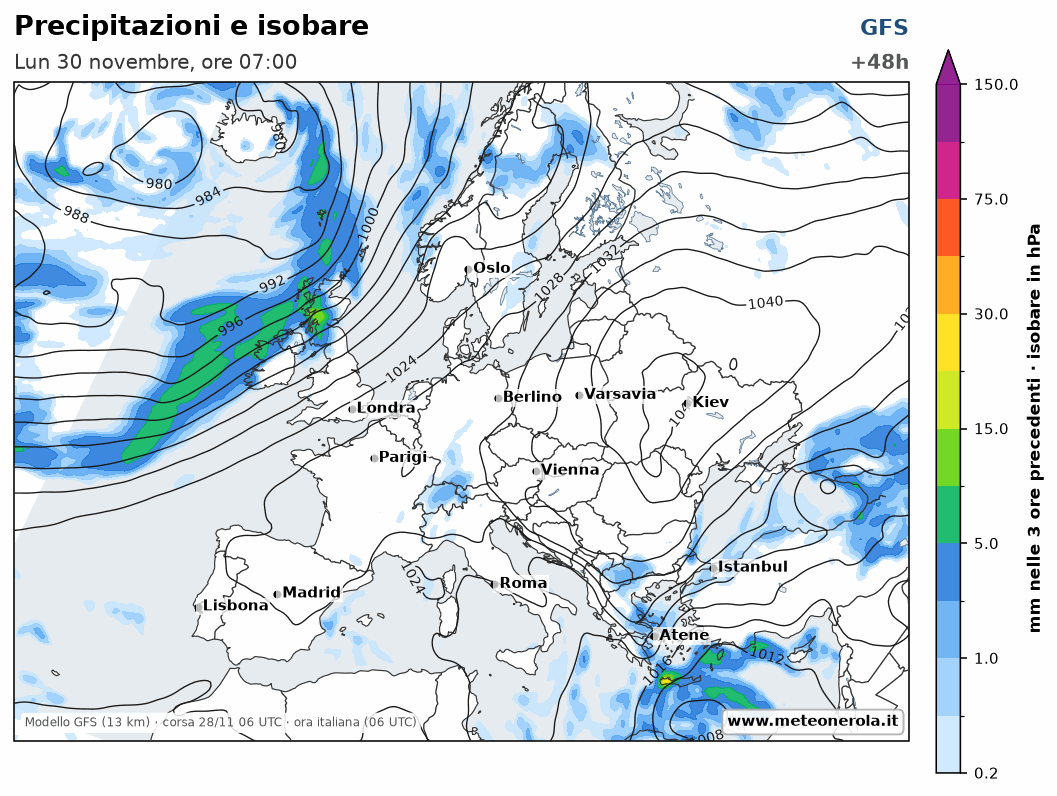 Precipitazioni e isobare
GFS
Lun 30 novembre, ore 07:00
+48h
150.0
75.0
30.0
15.0
5.0
1.0
0.2
mm nelle 3 ore precedenti · isobare in hPa
980
980
984
988
1000
992
996
1024
1028
1032
1040
0
1024
1016
1012
Oslo
Berlino
Varsavia
Kiev
Londra
Parigi
Vienna
Istanbul
Roma
Madrid
Lisbona
Atene
Modello GFS (13 km) · corsa 28/11 06 UTC · ora italiana (06 UTC)
www.meteonerola.it